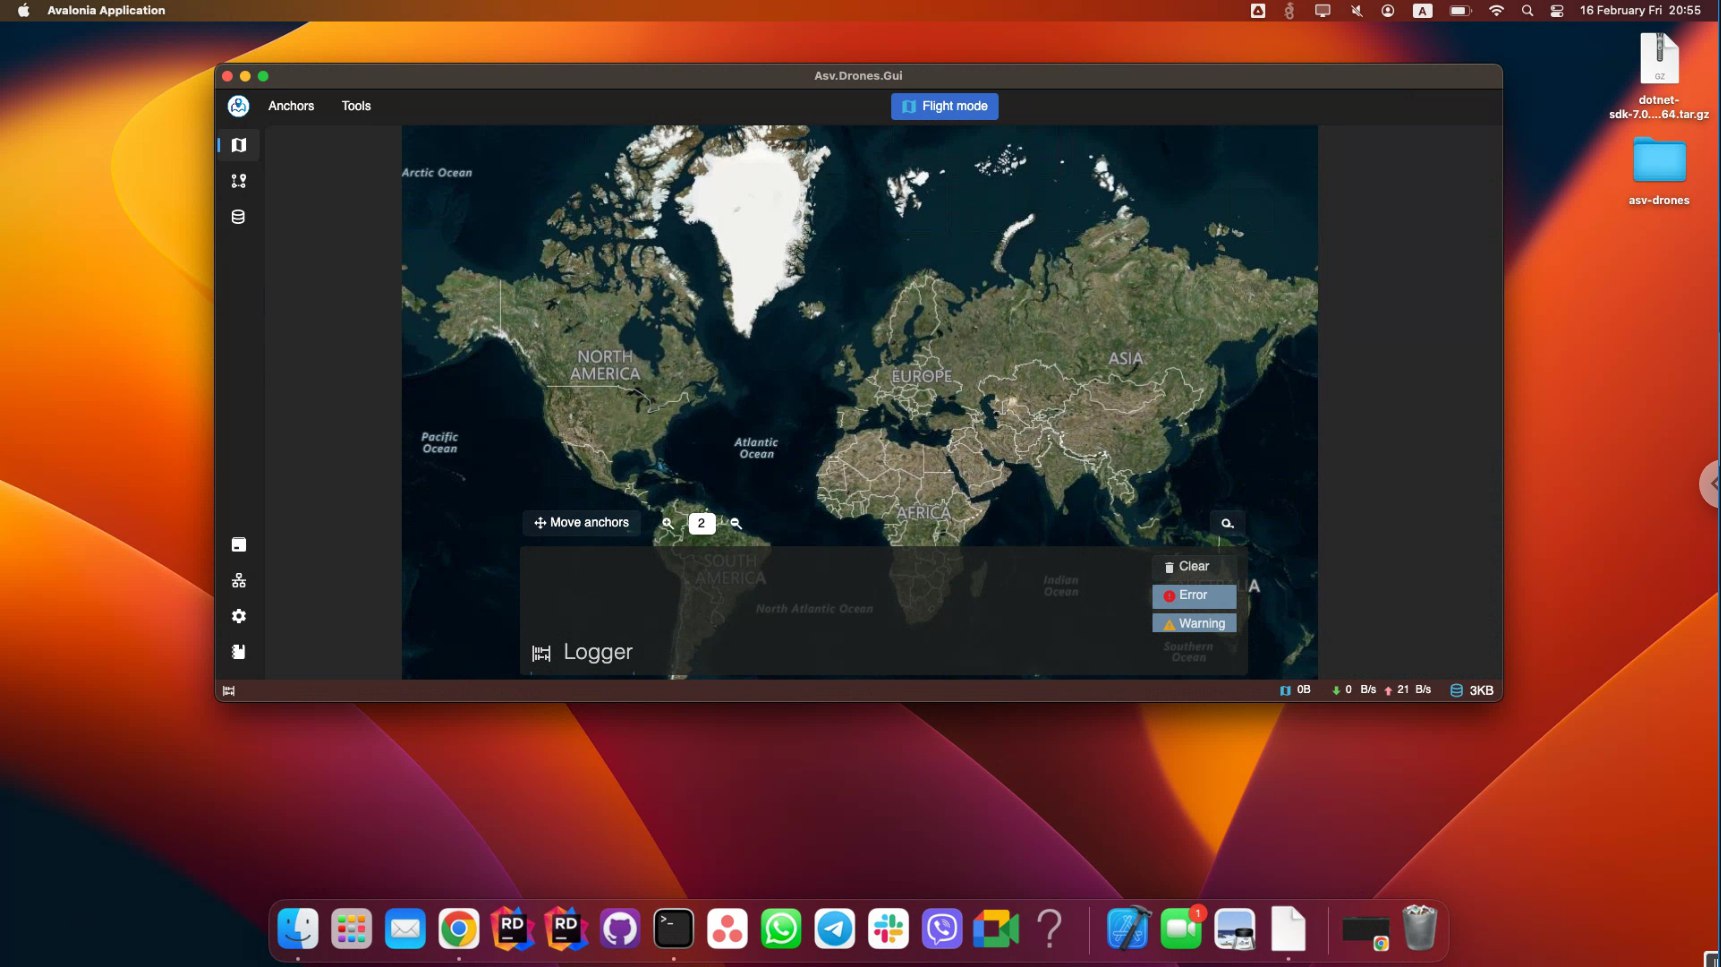 Avalonia Application
A
16 February Fri 20:55
GZ
dotnet-
sdk-7.0....64.tar.gz
asv-drones
Asv.Drones.Gui
Anchors
Tools
Flight mode
Arctic Ocean
NORTH
AMERICA
EUROPE
ASIA
Pacific
Ocean
Atlantic
Ocean
AFRICA
Move anchors
2
SOUTH
AMERICA
North Atlantic Ocean
Indian
Ocean
Clear
LIA
Error
Warning
Southern
Ocean
Logger
0B
0 B/s
21 B/s
3KB
RD
RD
>_
1